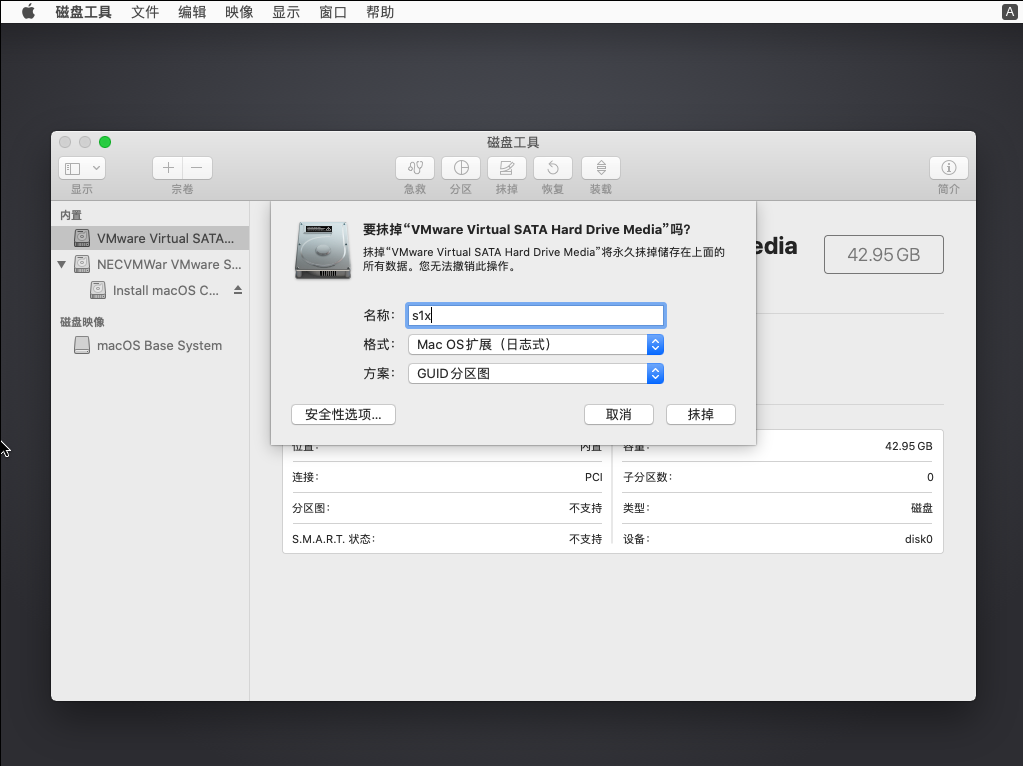 磁盘工具 文件 编辑 映像 显示 窗口 帮助 A
磁盘工具
显示 宗卷 急救 分区 抹掉 恢复 装载 简介
内置
VMware Virtual SATA...
NECVMWar VMware S...
Install macOS C...
磁盘映像
macOS Base System
edia
42.95 GB
要抹掉“VMware Virtual SATA Hard Drive Media”吗?
抹掉“VMware Virtual SATA Hard Drive Media”将永久抹掉储存在上面的
所有数据。您无法撤销此操作。
名称: s1x
格式: Mac OS扩展（日志式）
方案: GUID分区图
安全性选项... 取消 抹掉
位置: 内置 容量: 42.95 GB
连接: PCI 子分区数: 0
分区图: 不支持 类型: 磁盘
S.M.A.R.T. 状态: 不支持 设备: disk0